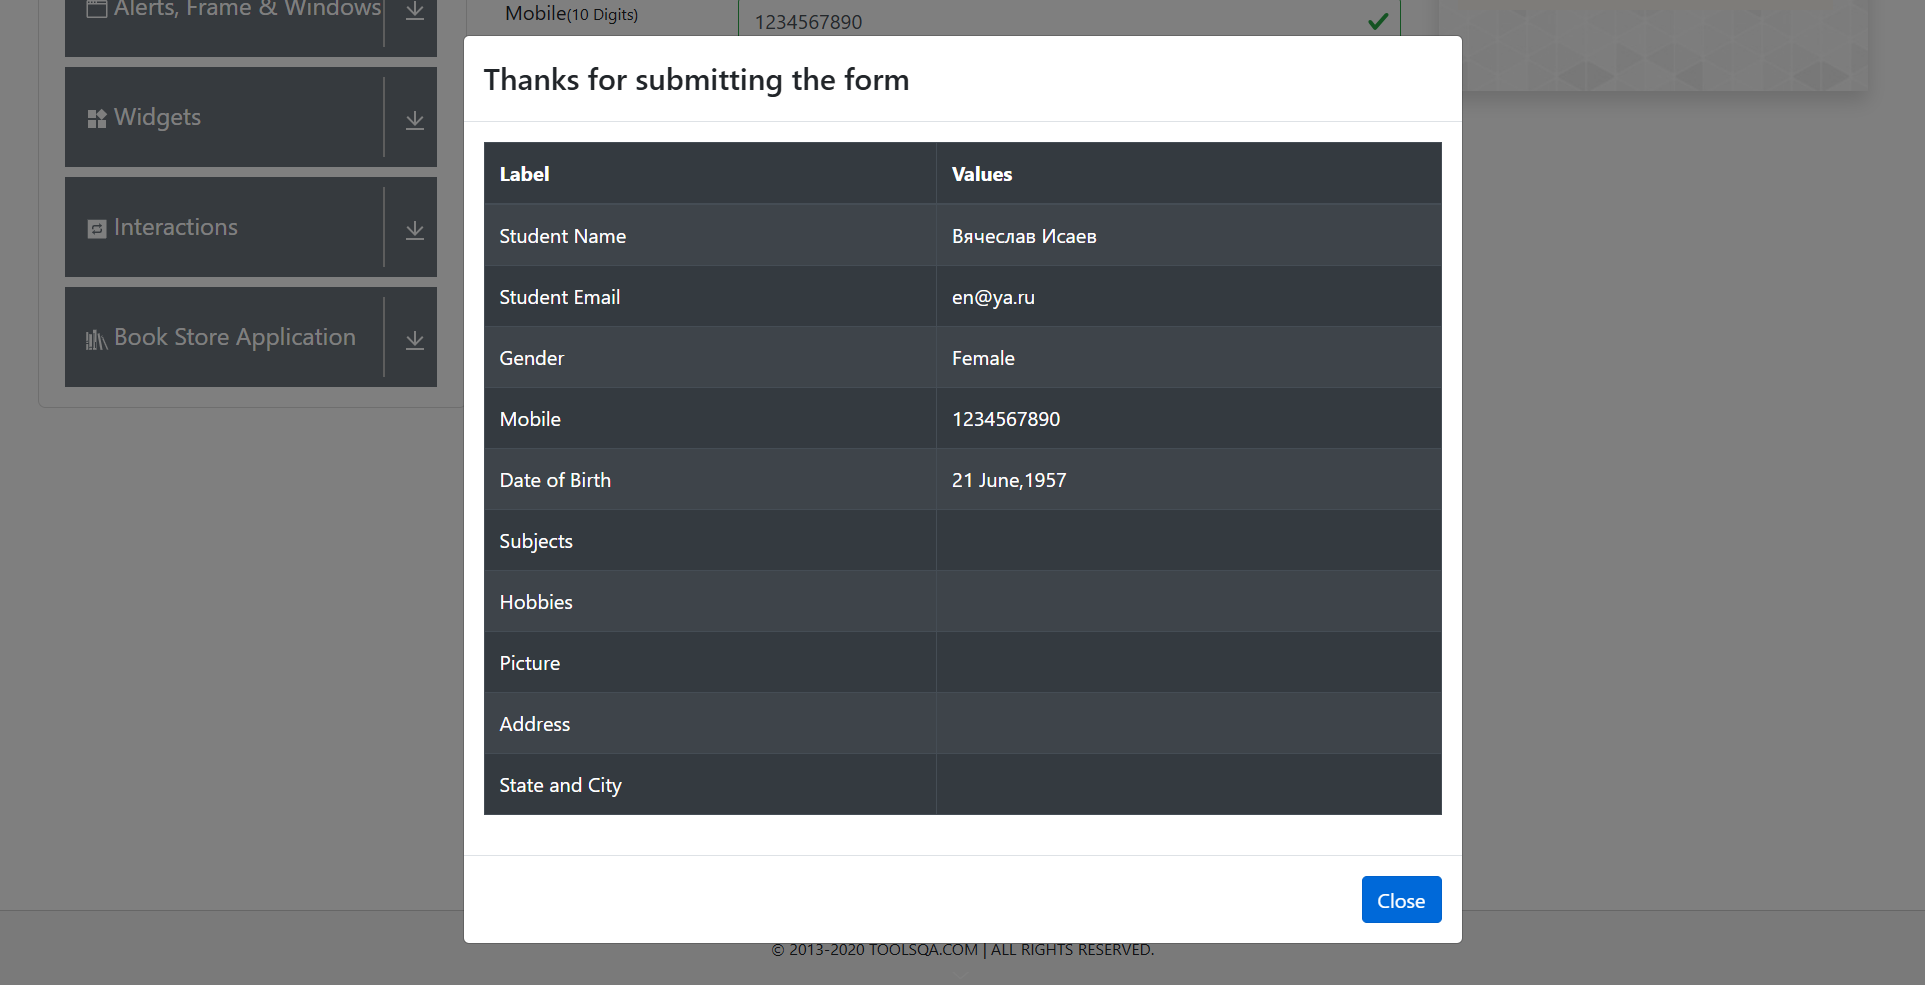 Alerts, Frame & Windows
Widgets
Interactions
Book Store Application
Mobile(10 Digits)
1234567890
Thanks for submitting the form
Label Values
Student Name Вячеслав Исаев
Student Email en@ya.ru
Gender Female
Mobile 1234567890
Date of Birth 21 June,1957
Subjects
Hobbies
Picture
Address
State and City
Close
© 2013-2020 TOOLSQA.COM | ALL RIGHTS RESERVED.